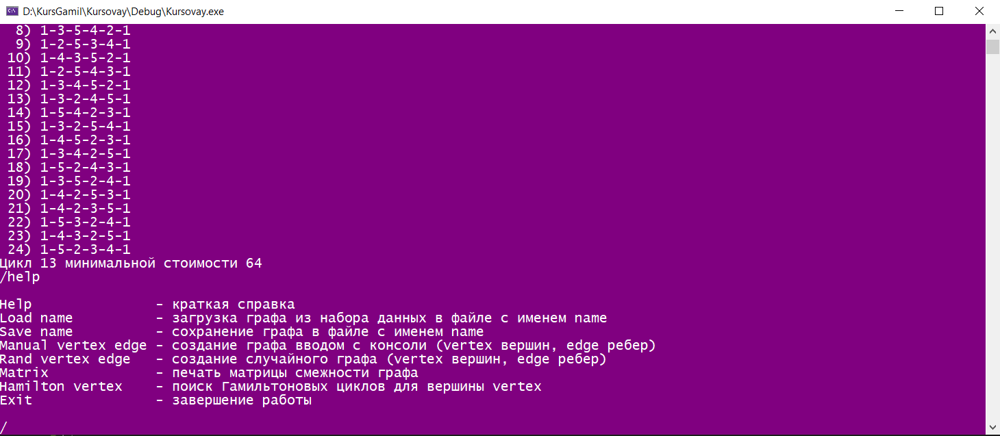 D:\KursGamil\Kursovay\Debug\Kursovay.exe
8) 1-3-5-4-2-1
9) 1-2-5-3-4-1
10) 1-4-3-5-2-1
11) 1-2-5-4-3-1
12) 1-3-4-5-2-1
13) 1-3-2-4-5-1
14) 1-5-4-2-3-1
15) 1-3-2-5-4-1
16) 1-4-5-2-3-1
17) 1-3-4-2-5-1
18) 1-5-2-4-3-1
19) 1-3-5-2-4-1
20) 1-4-2-5-3-1
21) 1-4-2-3-5-1
22) 1-5-3-2-4-1
23) 1-4-3-2-5-1
24) 1-5-2-3-4-1
Цикл 13 минимальной стоимости 64
/help
Help - краткая справка
Load name - загрузка графа из набора данных в файле с именем name
Save name - сохранение графа в файле с именем name
Manual vertex edge - создание графа вводом с консоли (vertex вершин, edge ребер)
Rand vertex edge - создание случайного графа (vertex вершин, edge ребер)
Matrix - печать матрицы смежности графа
Hamilton vertex - поиск Гамильтоновых циклов для вершины vertex
Exit - завершение работы
/